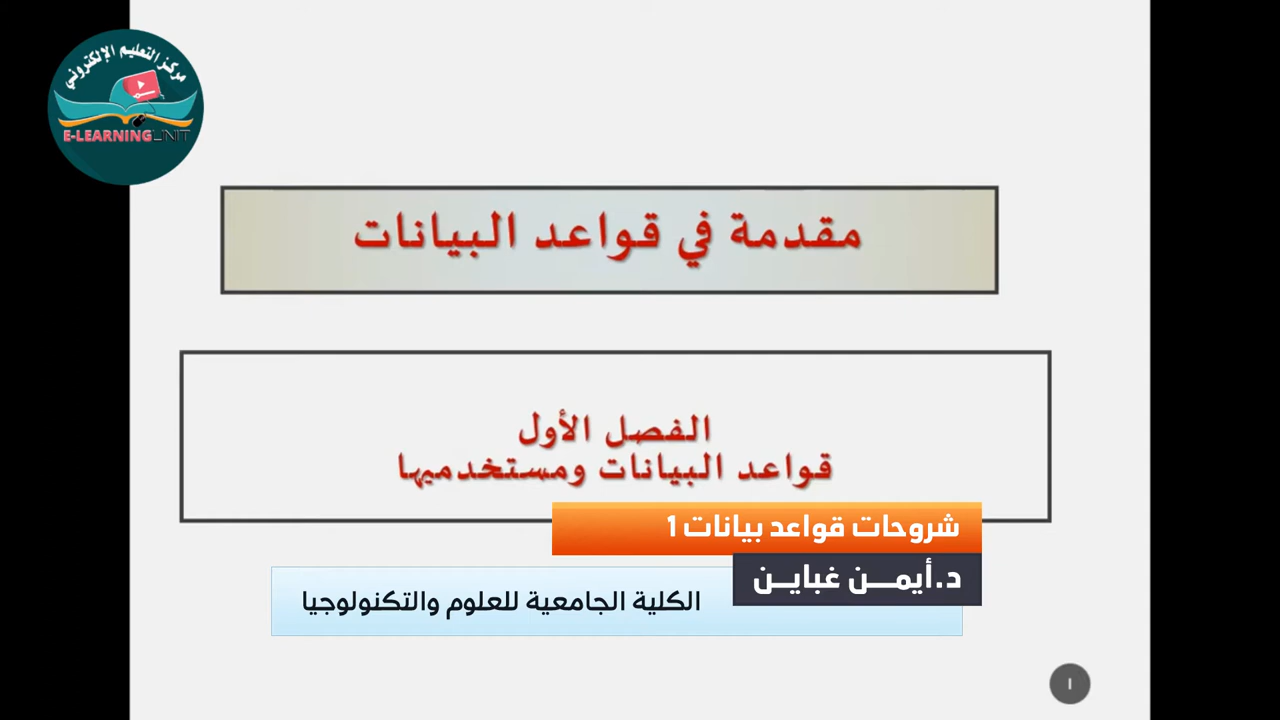 مركز التعليم الإلكتروني
E-LEARNING UNIT
مقدمة في قواعد البيانات
الفصل الأول
قواعد البيانات ومستخدميها
شروحات قواعد بيانات 1
د.أيمــن غبايــن
الكلية الجامعية للعلوم والتكنولوجيا
١